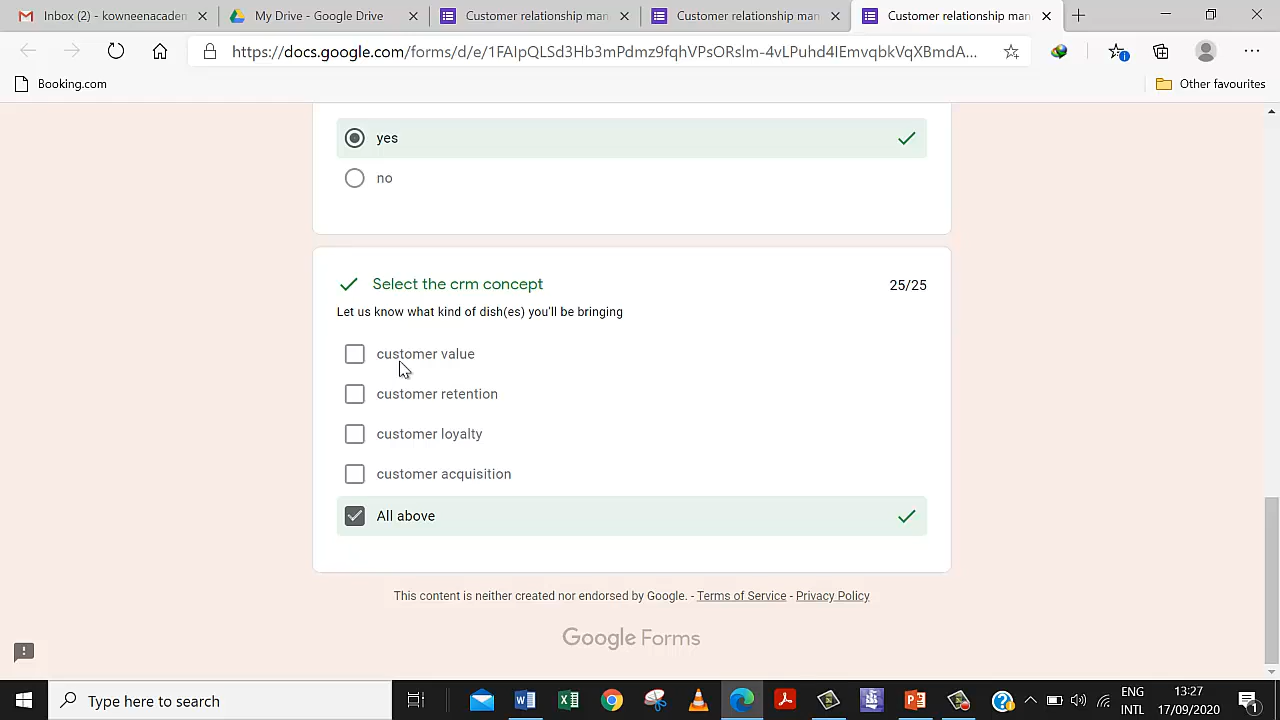 Inbox (2) - kowneenacaden
My Drive - Google Drive
Customer relationship mana
Customer relationship mana
Customer relationship man
https://docs.google.com/forms/d/e/1FAIpQLSd3Hb3mPdmz9fqhVPsORslm-4vLPuhd4IEmvqbkVqXBmdA...
Booking.com
Other favourites
yes
no
Select the crm concept
25/25
Let us know what kind of dish(es) you'll be bringing
customer value
customer retention
customer loyalty
customer acquisition
All above
This content is neither created nor endorsed by Google. - Terms of Service - Privacy Policy
Google Forms
Type here to search
ENG
INTL
13:27
17/09/2020